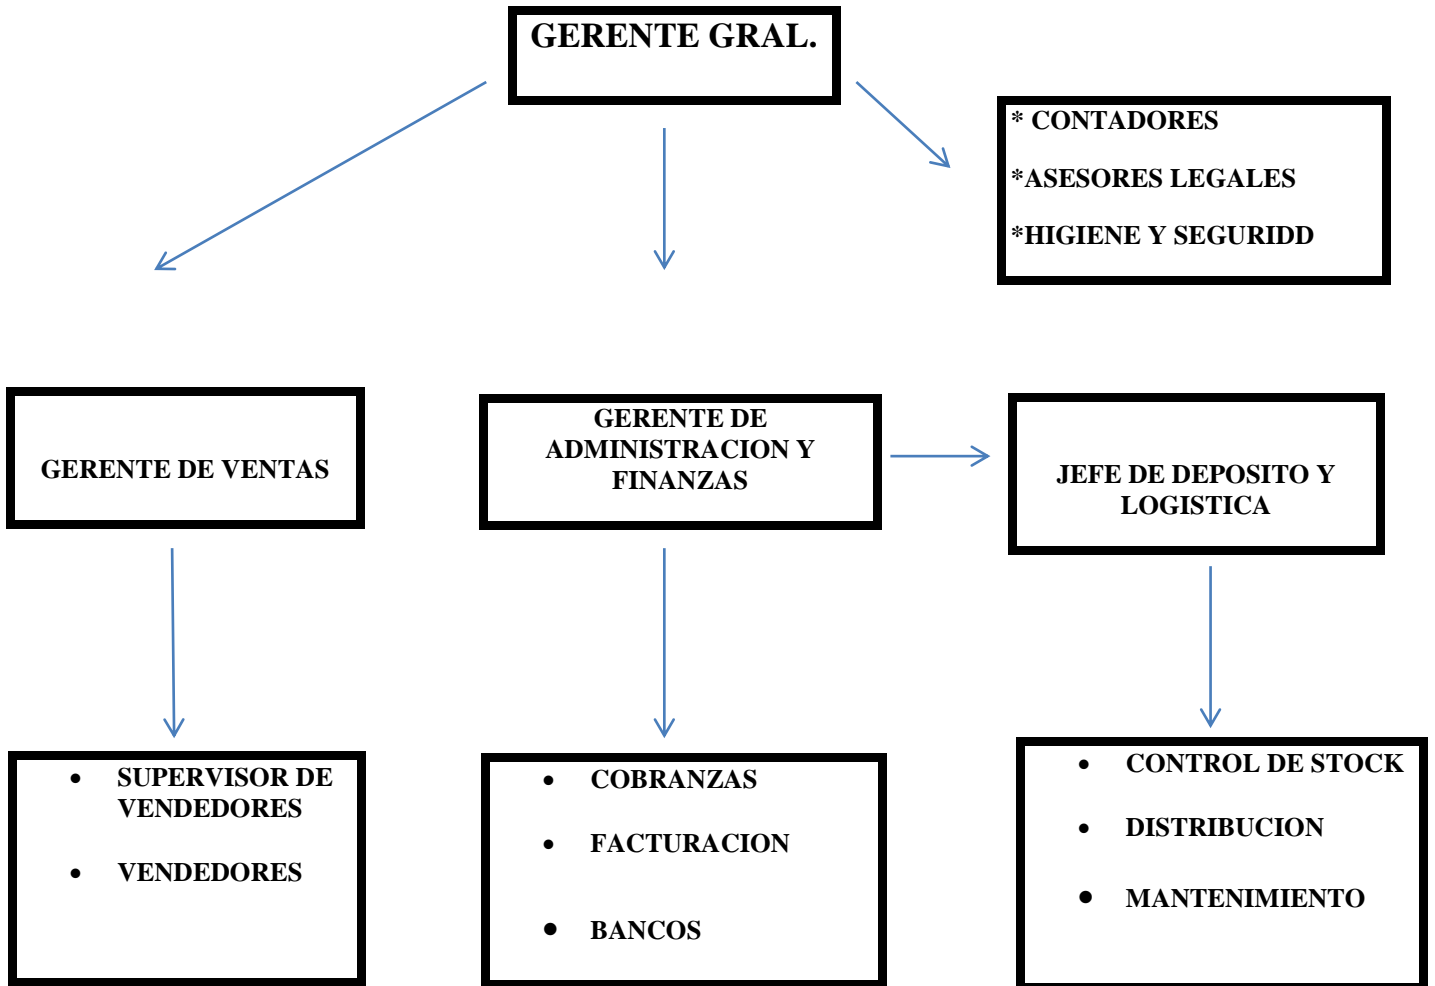 GERENTE GRAL.
* CONTADORES
*ASESORES LEGALES
*HIGIENE Y SEGURIDD
GERENTE DE VENTAS
GERENTE DE
ADMINISTRACION Y
FINANZAS
JEFE DE DEPOSITO Y
LOGISTICA
• SUPERVISOR DE
VENDEDORES
• VENDEDORES
• COBRANZAS
• FACTURACION
• BANCOS
• CONTROL DE STOCK
• DISTRIBUCION
• MANTENIMIENTO